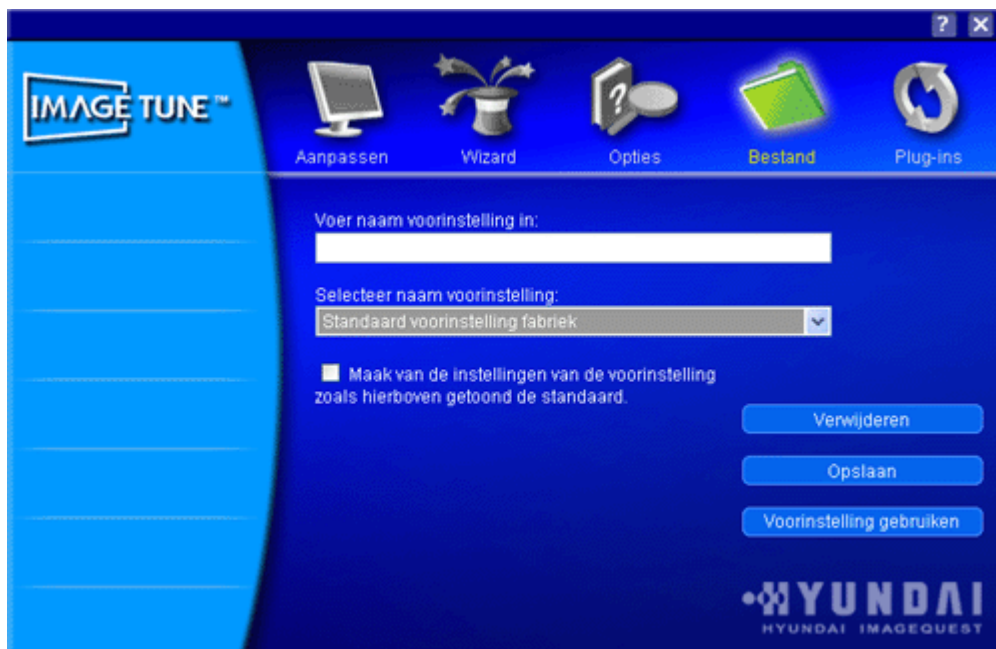 ?
IMAGE TUNE™
Aanpassen
Wizard
?
Opties
Bestand
Plug-ins
Voer naam voorinstelling in:
Selecteer naam voorinstelling:
Standaard voorinstelling fabriek
Maak van de instellingen van de voorinstelling
zoals hierboven getoond de standaard.
Verwijderen
Opslaan
Voorinstelling gebruiken
HYUNDAI
HYUNDAI IMAGEQUEST